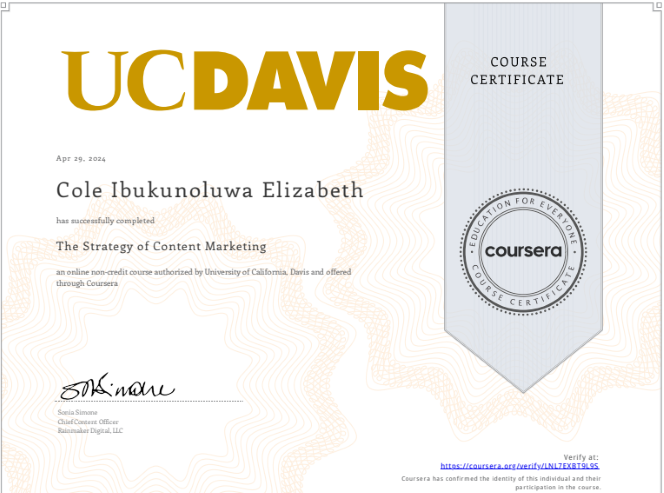 UCDAVIS
COURSE
CERTIFICATE
Apr 29, 2024
Cole Ibukunoluwa Elizabeth
has successfully completed
The Strategy of Content Marketing
an online non-credit course authorized by University of California, Davis and offered
through Coursera
EDUCATION FOR EVERYONE
coursera
COURSE CERTIFICATE
Sonia Simone
Chief Content Officer
Rainmaker Digital, LLC
Verify at:
https://coursera.org/verify/LNL7EXBT9L9S
Coursera has confirmed the identity of this individual and their
participation in the course.